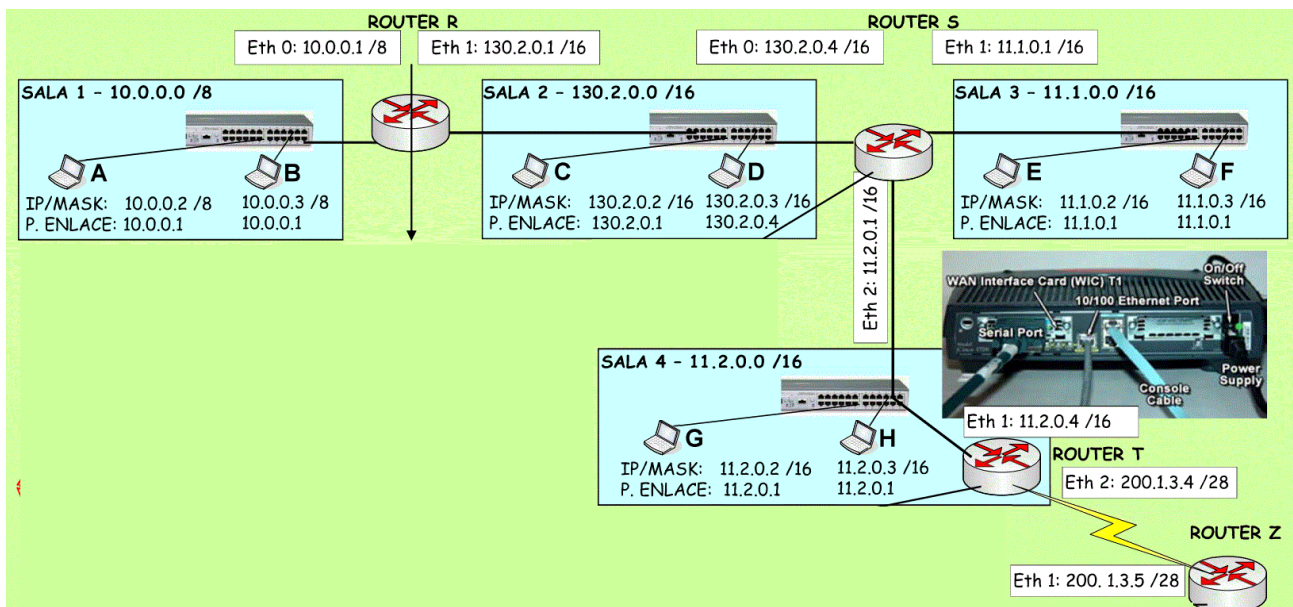 ROUTER R
ROUTER S
Eth 0: 10.0.0.1 /8
Eth 1: 130.2.0.1 /16
Eth 0: 130.2.0.4 /16
Eth 1: 11.1.0.1 /16
SALA 1 - 10.0.0.0 /8
A
B
IP/MASK: 10.0.0.2 /8 10.0.0.3 /8
P. ENLACE: 10.0.0.1 10.0.0.1
SALA 2 - 130.2.0.0 /16
C
D
IP/MASK: 130.2.0.2 /16 130.2.0.3 /16
P. ENLACE: 130.2.0.1 130.2.0.4
SALA 3 - 11.1.0.0 /16
E
F
IP/MASK: 11.1.0.2 /16 11.1.0.3 /16
P. ENLACE: 11.1.0.1 11.1.0.1
Eth 2: 11.2.0.1 /16
WAN Interface Card (WIC) T1
On/Off
Switch
10/100 Ethernet Port
Serial Port
Power
Supply
Console
Cable
SALA 4 - 11.2.0.0 /16
G
H
IP/MASK: 11.2.0.2 /16 11.2.0.3 /16
P. ENLACE: 11.2.0.1 11.2.0.1
Eth 1: 11.2.0.4 /16
ROUTER T
Eth 2: 200.1.3.4 /28
ROUTER Z
Eth 1: 200. 1.3.5 /28